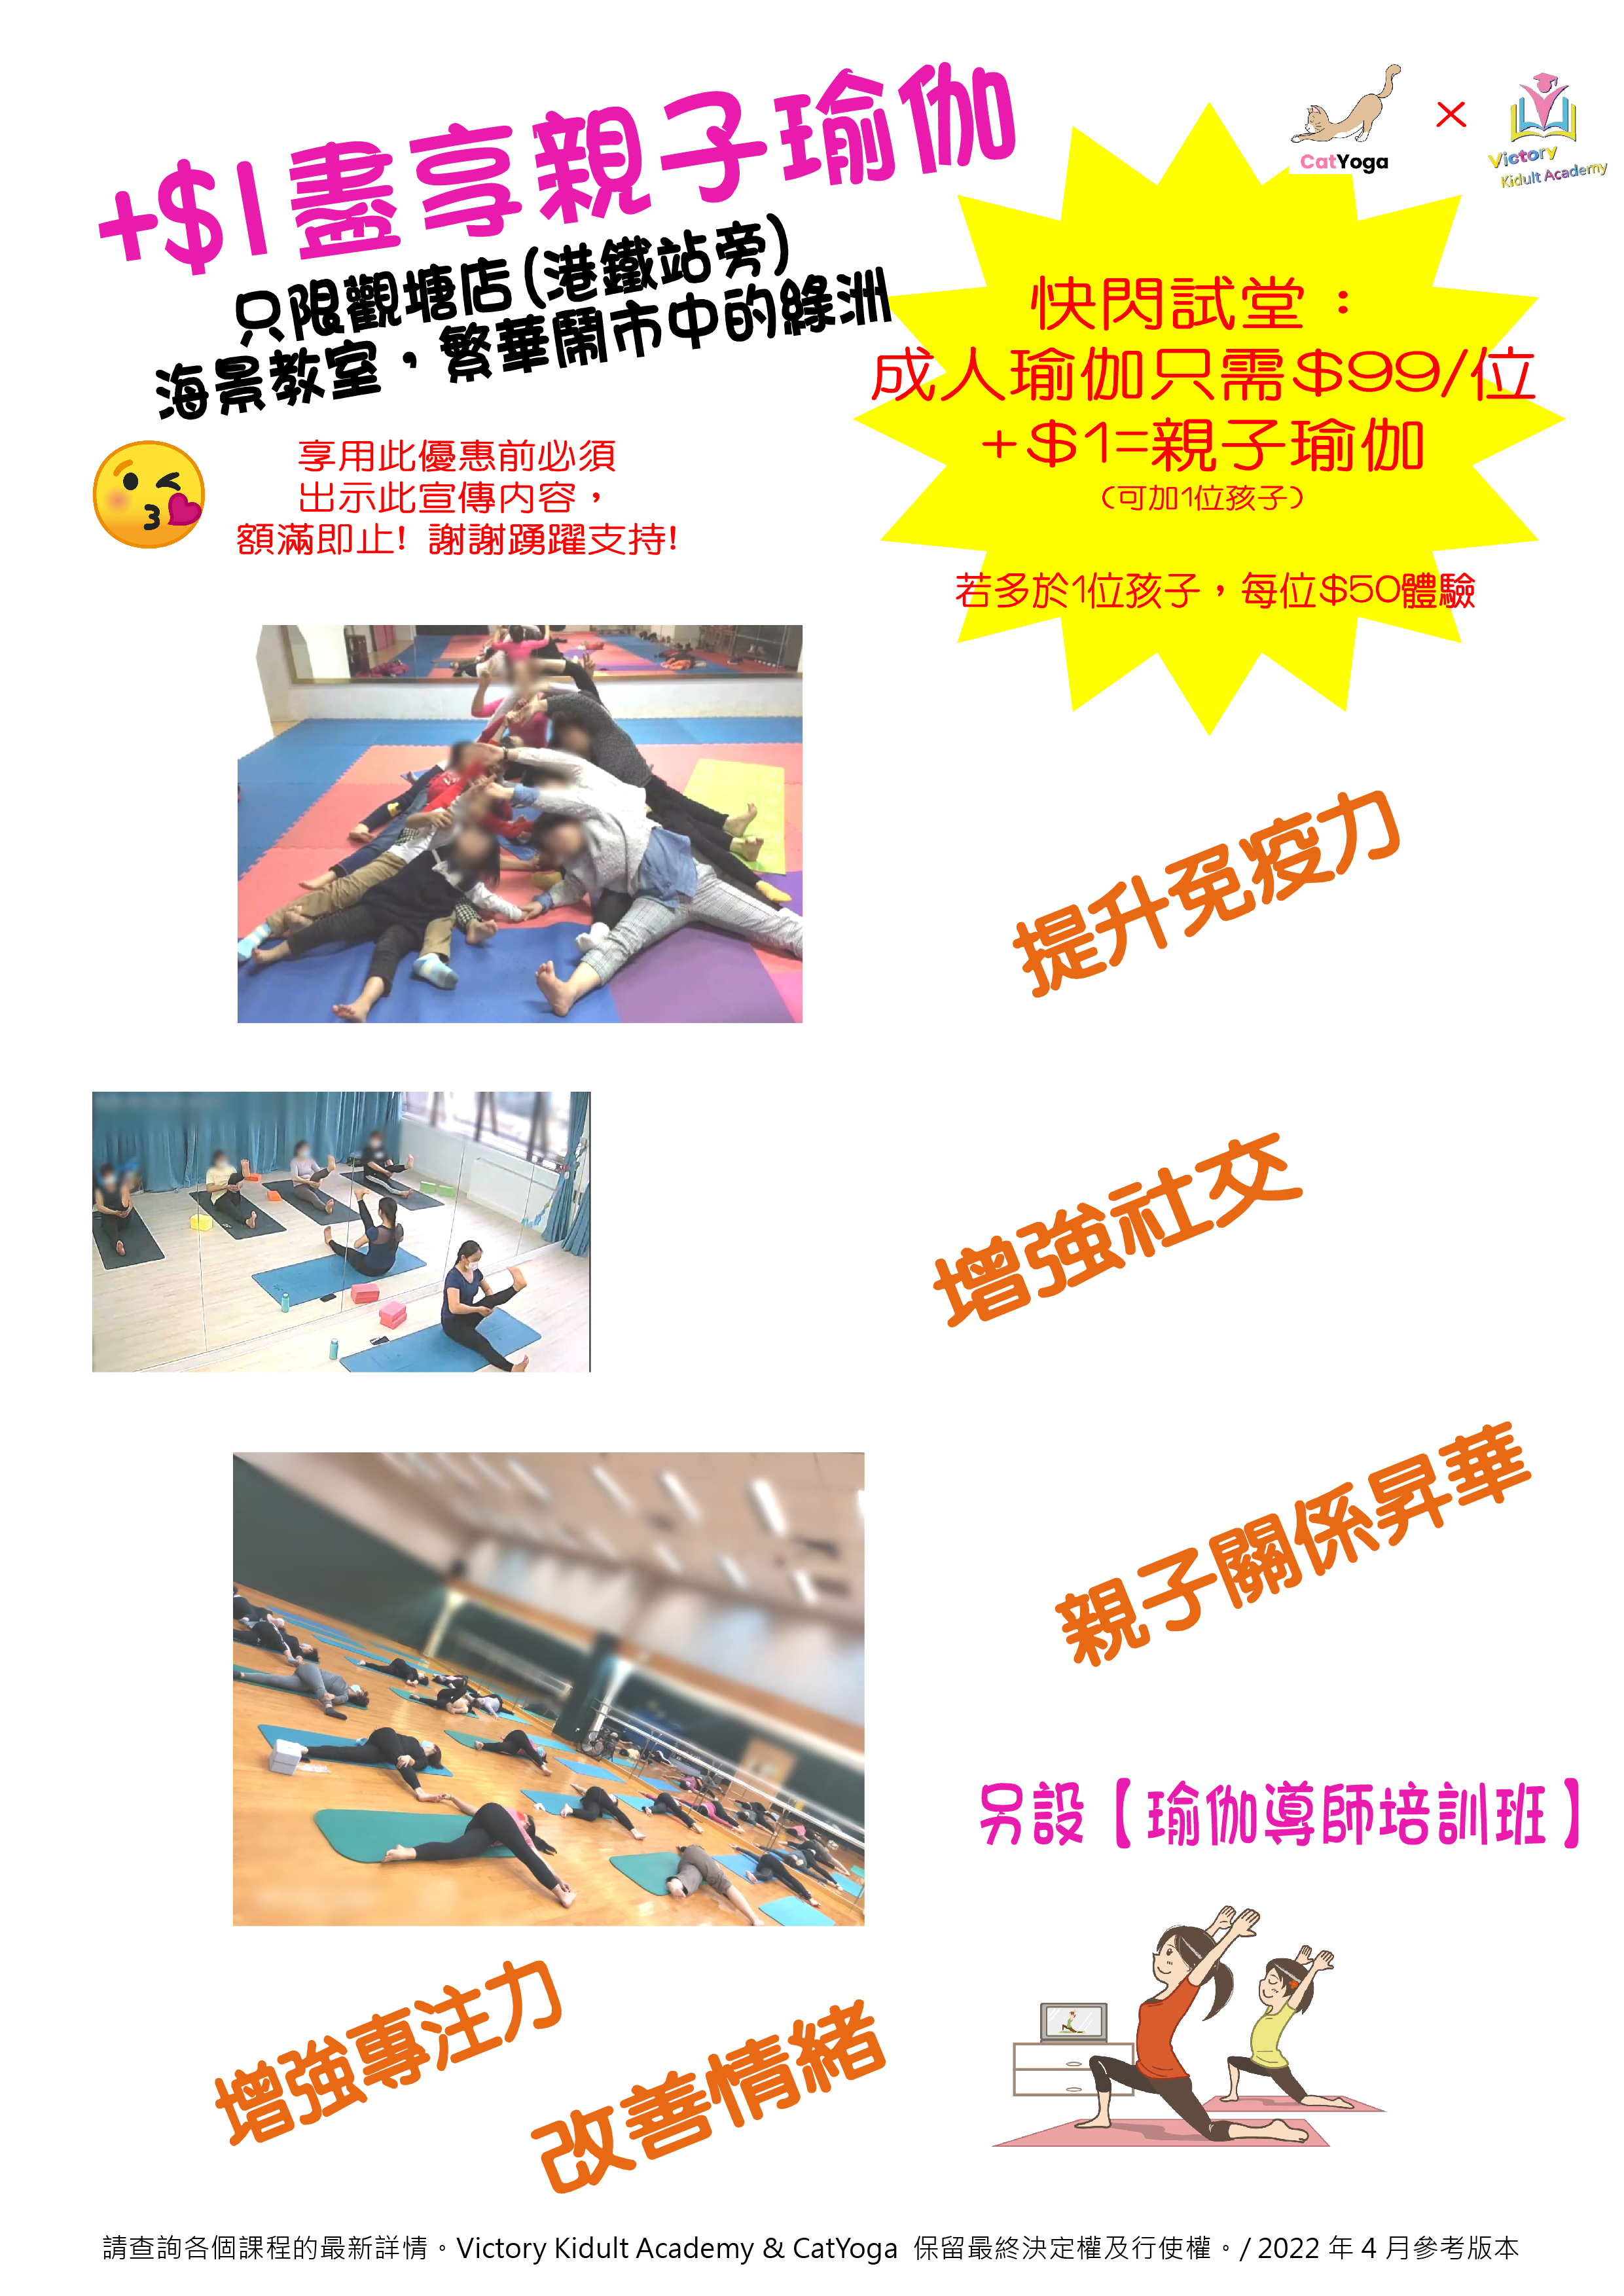 +$1盡享親子瑜伽
只限觀塘店(港鐵站旁)
海景教室，繁華鬧市中的綠洲
CatYoga
×
Victory
Kidult Academy
快閃試堂：
成人瑜伽只需$99/位
+$1=親子瑜伽
(可加1位孩子)
若多於1位孩子，每位$50體驗
享用此優惠前必須
出示此宣傳内容，
額滿即止! 謝謝踴躍支持!
提升免疫力
增強社交
親子關係昇華
另設【瑜伽導師培訓班】
增強專注力
改善情緒
請查詢各個課程的最新詳情。Victory Kidult Academy & CatYoga 保留最終決定權及行使權。/ 2022 年 4 月參考版本